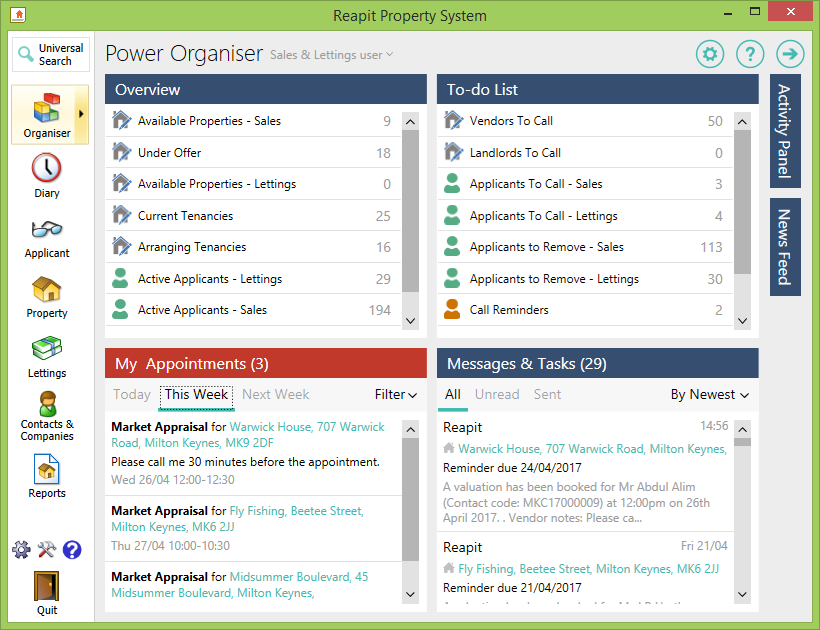 Reapit Property System
Universal
Search
Organiser
Diary
Applicant
Property
Lettings
Contacts &
Companies
Reports
Quit
Power Organiser Sales & Lettings user
Overview
Available Properties - Sales 9
Under Offer 18
Available Properties - Lettings 0
Current Tenancies 25
Arranging Tenancies 16
Active Applicants - Lettings 29
Active Applicants - Sales 194
To-do List
Vendors To Call 50
Landlords To Call 0
Applicants To Call - Sales 3
Applicants To Call - Lettings 4
Applicants to Remove - Sales 113
Applicants to Remove - Lettings 30
Call Reminders 2
Activity Panel
News Feed
My Appointments (3)
Today This Week Next Week Filter
Market Appraisal for Warwick House, 707 Warwick
Road, Milton Keynes, MK9 2DF
Please call me 30 minutes before the appointment.
Wed 26/04 12:00-12:30
Market Appraisal for Fly Fishing, Beetee Street,
Milton Keynes, MK6 2JJ
Thu 27/04 10:00-10:30
Market Appraisal for Midsummer Boulevard, 45
Midsummer Boulevard, Milton Keynes,
Messages & Tasks (29)
All Unread Sent By Newest
Reapit 14:56
Warwick House, 707 Warwick Road, Milton Keynes,
Reminder due 24/04/2017
A valuation has been booked for Mr Abdul Alim
(Contact code: MKC17000009) at 12:00pm on 26th
April 2017. . Vendor notes: Please ca...
Reapit Fri 21/04
Fly Fishing, Beetee Street, Milton Keynes, MK6 2JJ
Reminder due 21/04/2017